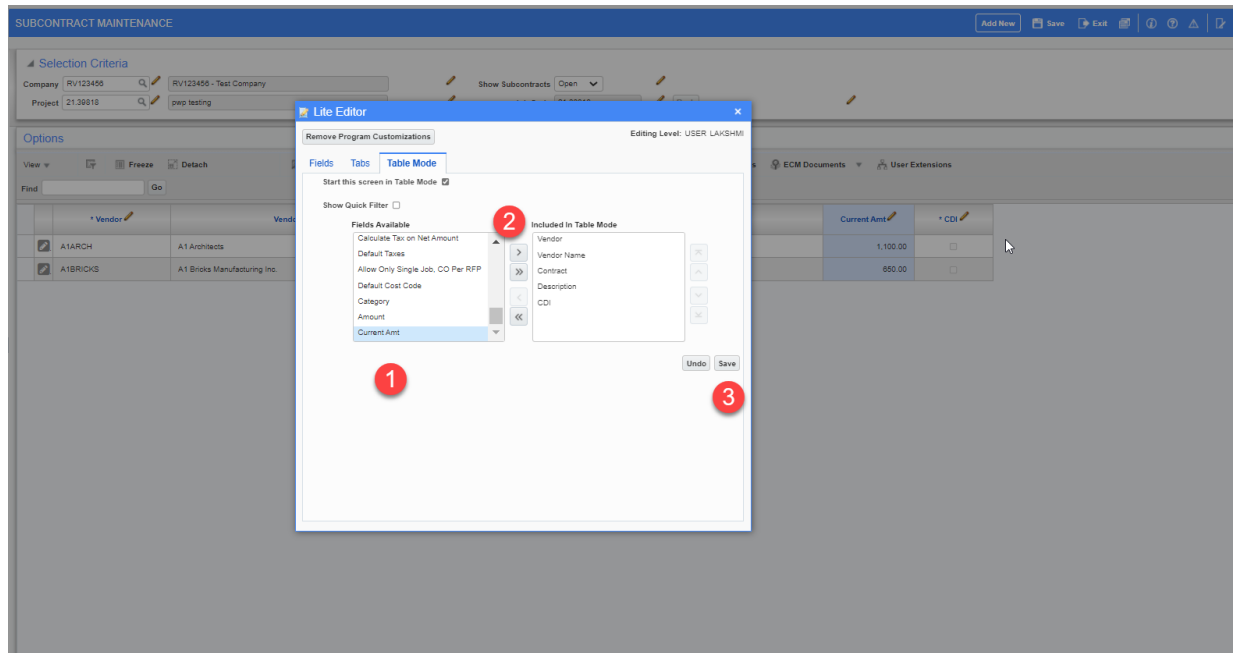 SUBCONTRACT MAINTENANCE
Add New Save Exit
Selection Criteria
Company RV123456 RV123456 - Test Company Show Subcontracts Open
Project 21.39818 pwp testing
Lite Editor
Remove Program Customizations Editing Level: USER LAKSHMI
Options
View Freeze Detach ECM Documents User Extensions
Find Go
Fields Tabs Table Mode
Start this screen in Table Mode
Show Quick Filter
Fields Available 2 Included In Table Mode
* Vendor Vendo Current Amt * CDI
Calculate Tax on Net Amount Vendor
Default Taxes Vendor Name
Allow Only Single Job, CO Per RFP Contract
Default Cost Code Description
Category CDI
Amount
Current Amt
A1ARCH A1 Architects 1,100.00
A1BRICKS A1 Bricks Manufacturing Inc. 650.00
Undo Save
1
3